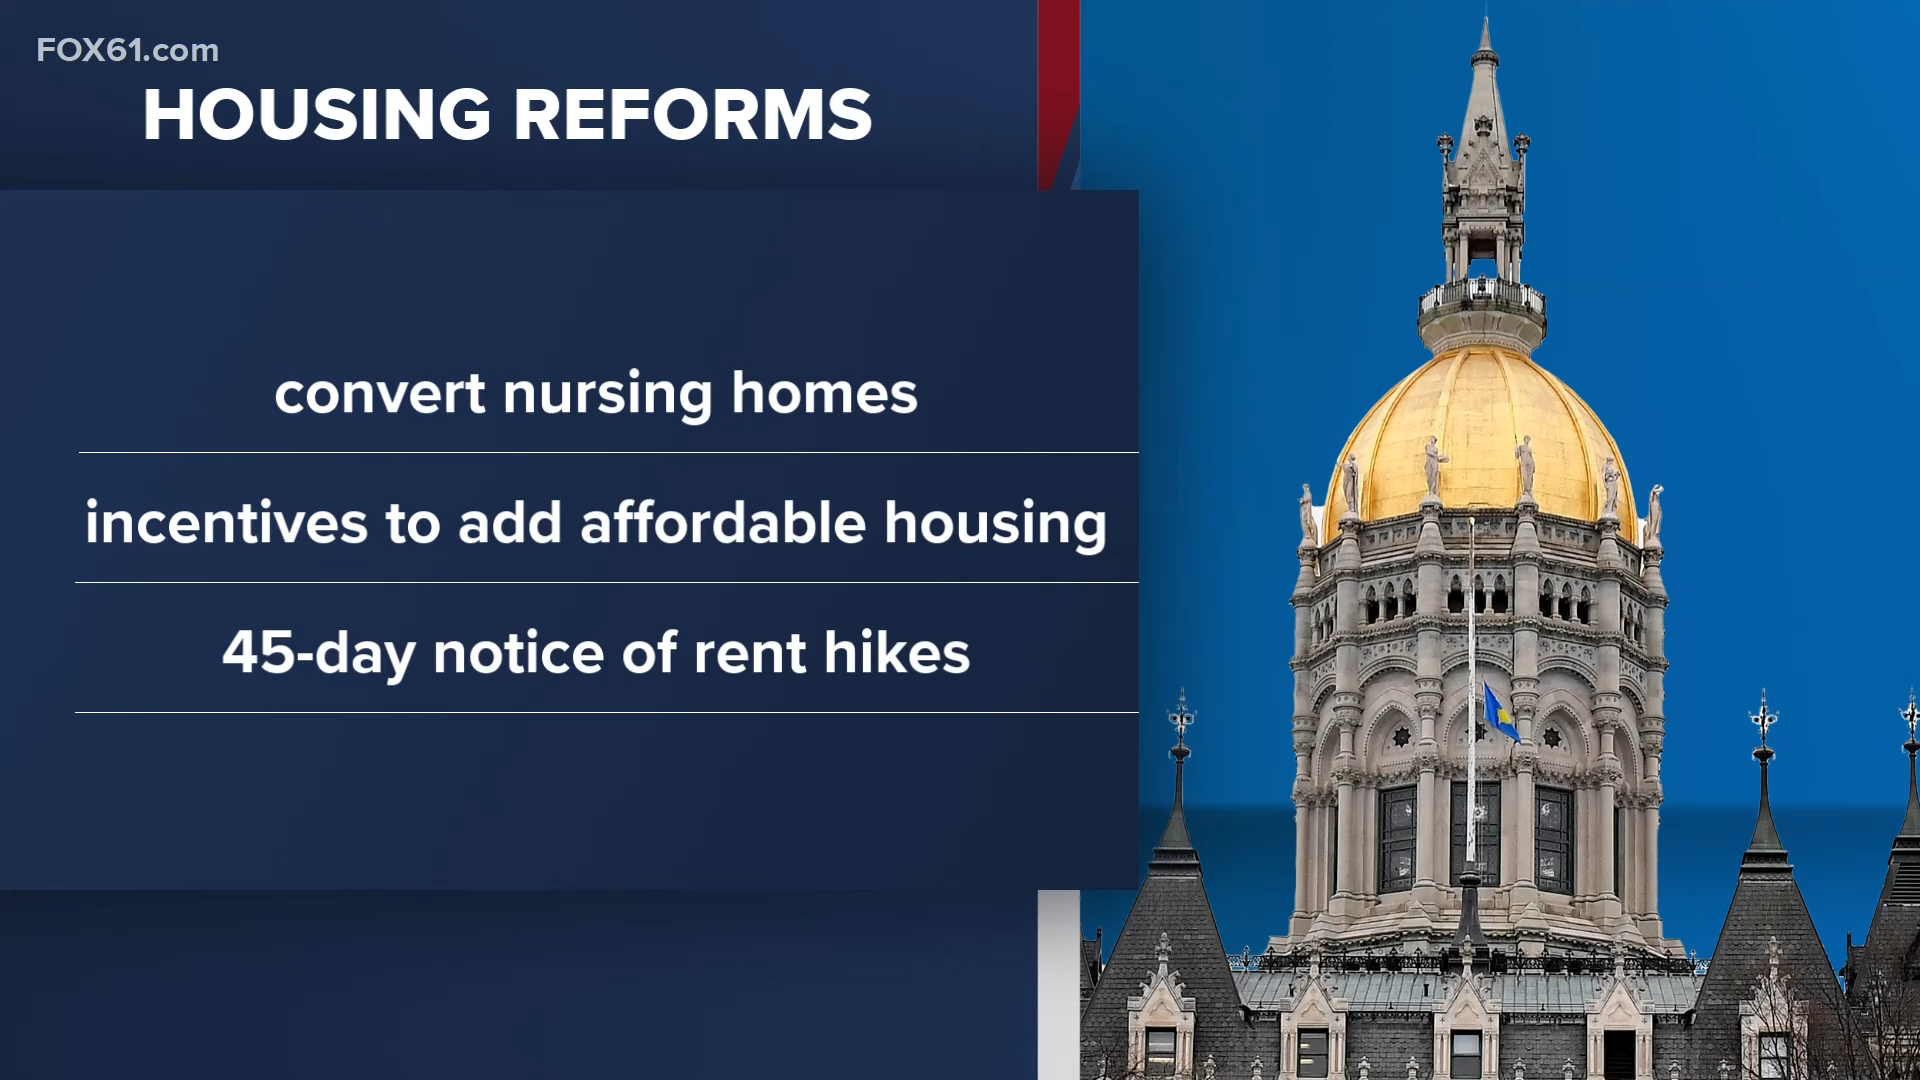 FOX61.com
HOUSING REFORMS
convert nursing homes
incentives to add affordable housing
45-day notice of rent hikes